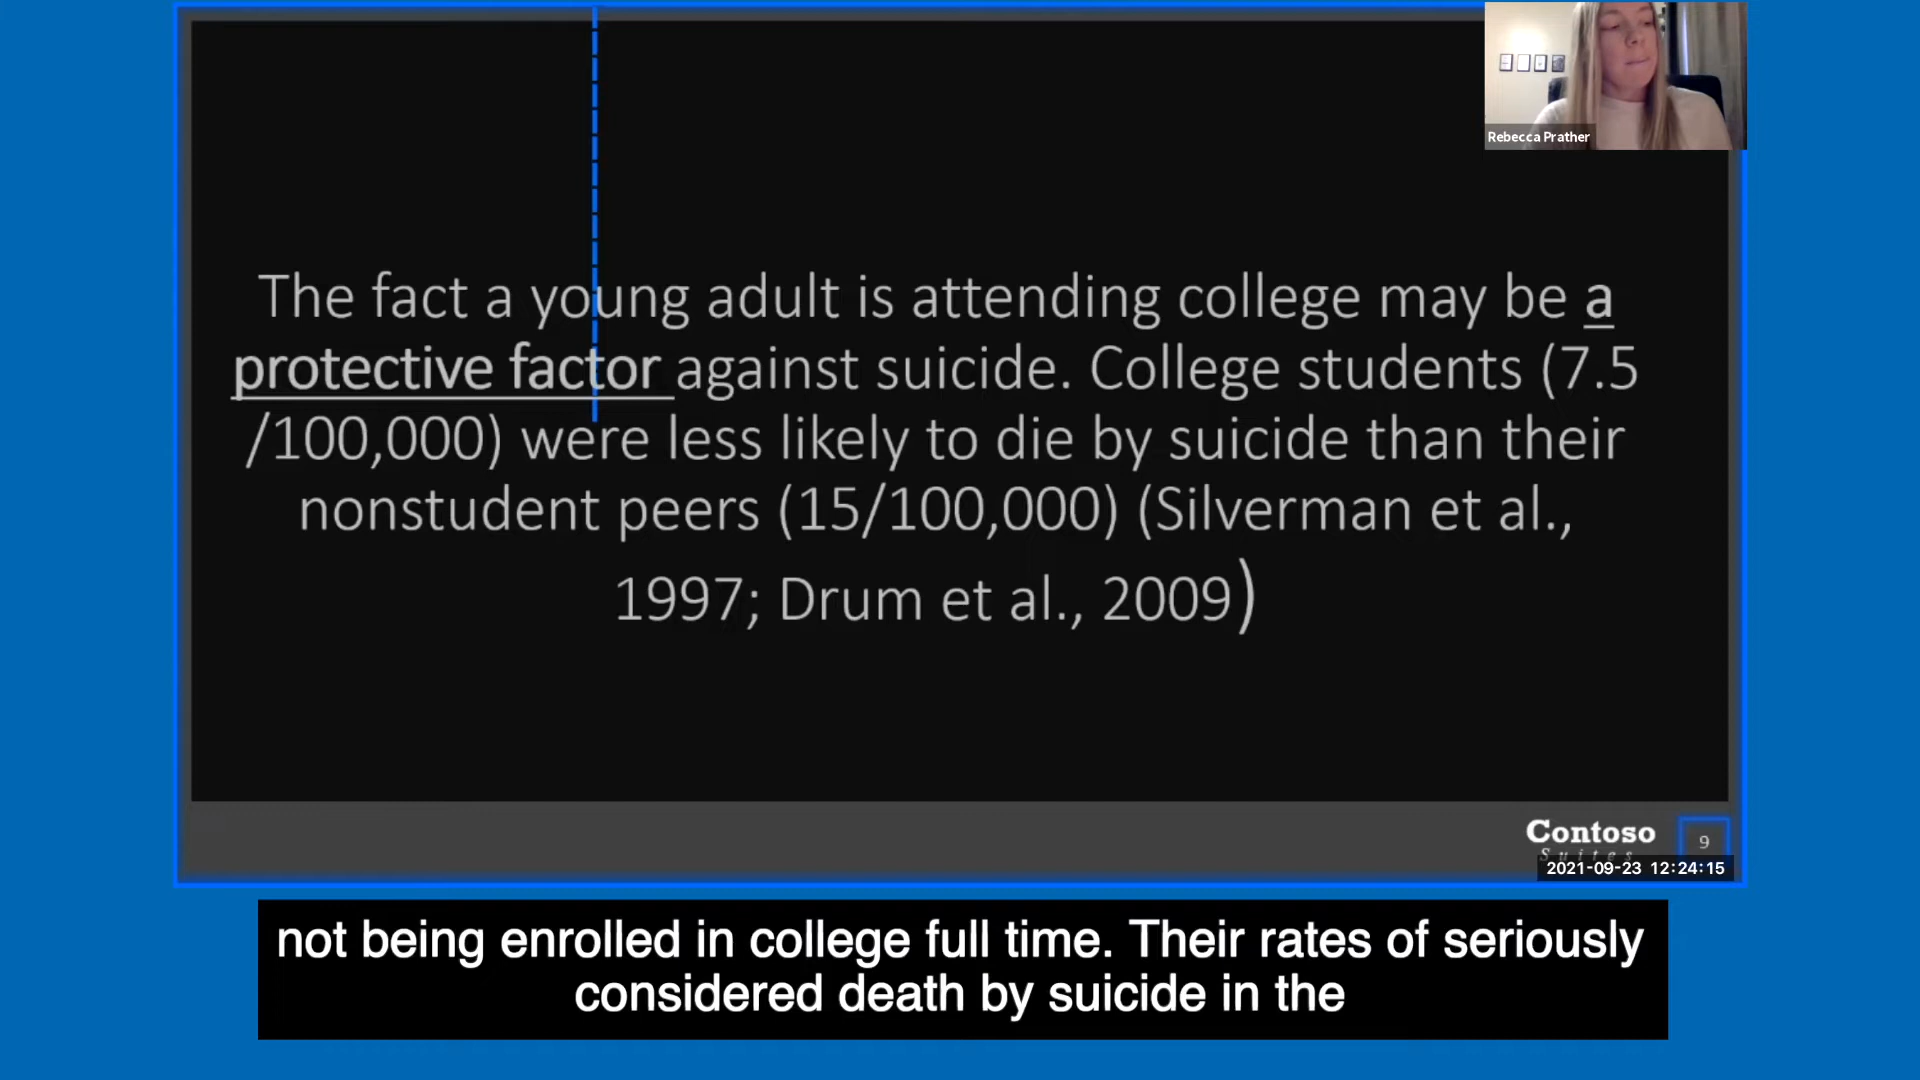 Rebecca Prather
The fact a young adult is attending college may be a
protective factor against suicide. College students (7.5
/100,000) were less likely to die by suicide than their
nonstudent peers (15/100,000) (Silverman et al.,
1997; Drum et al., 2009)
Contoso
Suites
9
2021-09-23 12:24:15
not being enrolled in college full time. Their rates of seriously
considered death by suicide in the